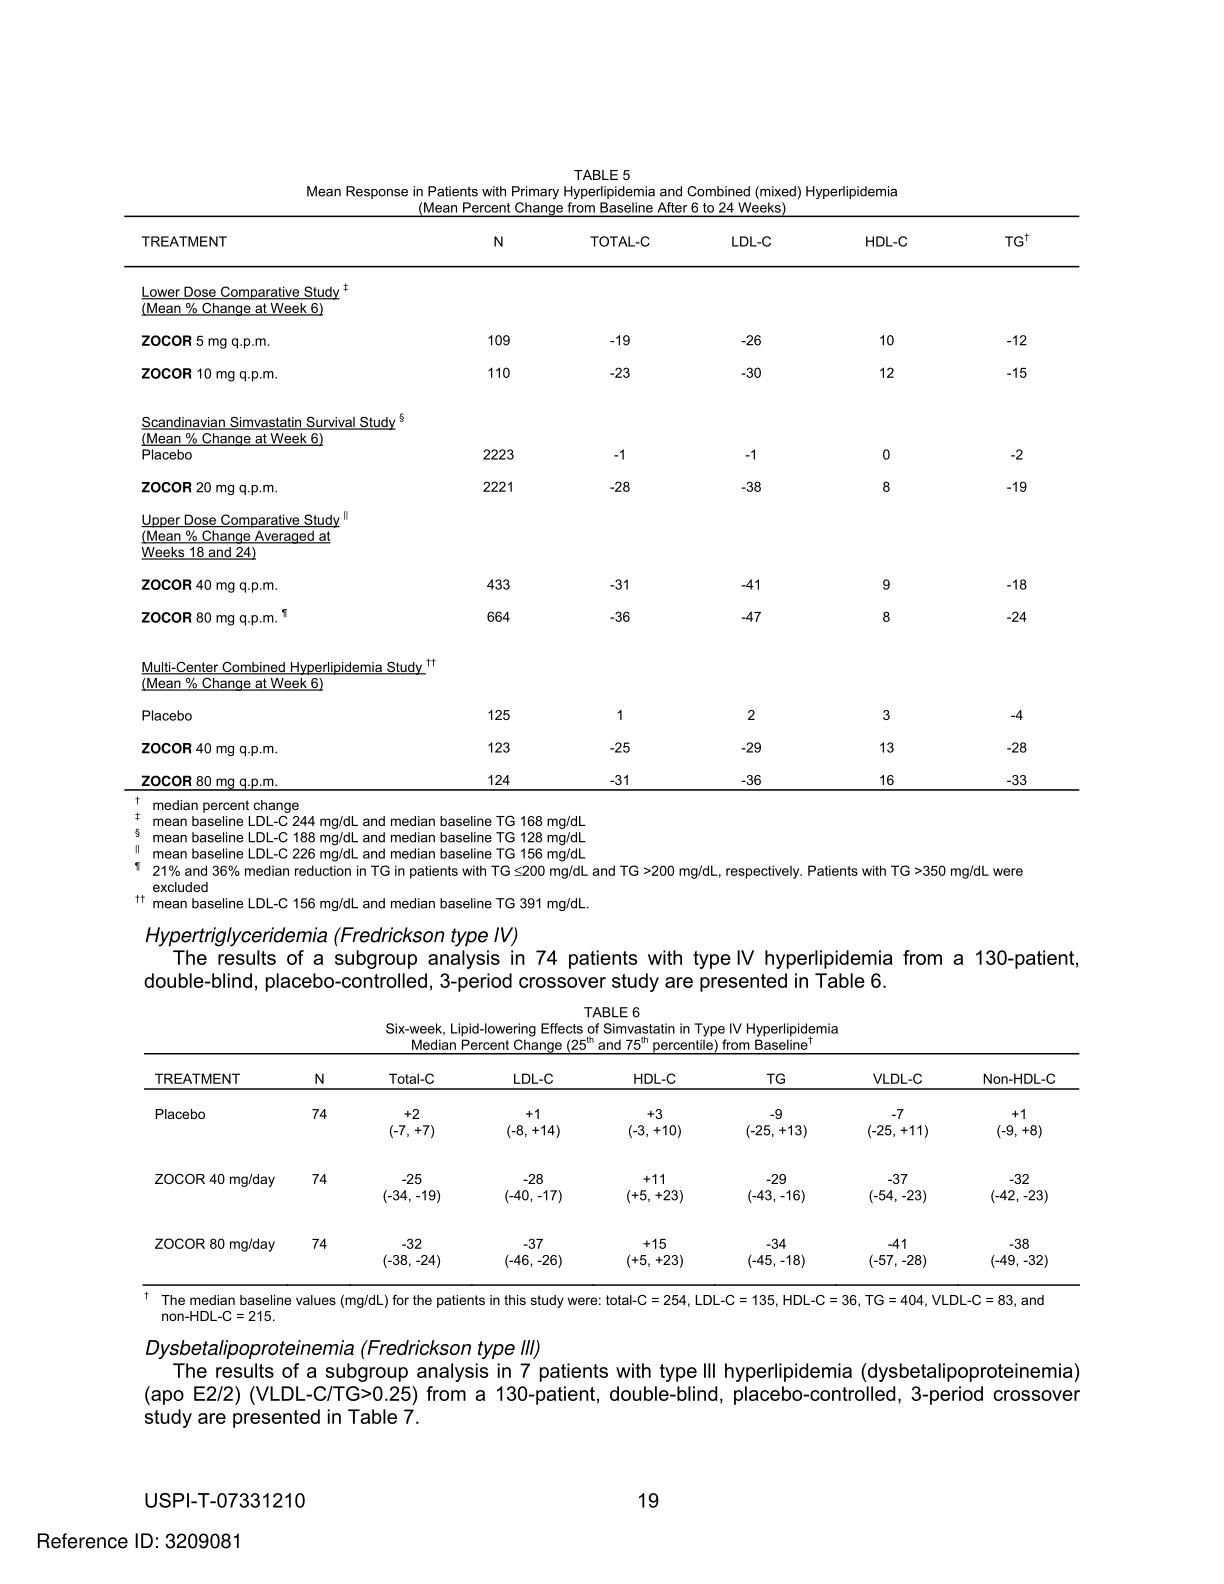 TABLE 5
Mean Response in Patients with Primary Hyperlipidemia and Combined (mixed) Hyperlipidemia
(Mean Percent Change from Baseline After 6 to 24 Weeks)
TREATMENT N TOTAL-C LDL-C HDL-C TG†
Lower Dose Comparative Study ‡
(Mean % Change at Week 6)
ZOCOR 5 mg q.p.m. 109 -19 -26 10 -12
ZOCOR 10 mg q.p.m. 110 -23 -30 12 -15
Scandinavian Simvastatin Survival Study §
(Mean % Change at Week 6)
Placebo 2223 -1 -1 0 -2
ZOCOR 20 mg q.p.m. 2221 -28 -38 8 -19
Upper Dose Comparative Study ||
(Mean % Change Averaged at
Weeks 18 and 24)
ZOCOR 40 mg q.p.m. 433 -31 -41 9 -18
ZOCOR 80 mg q.p.m. ¶ 664 -36 -47 8 -24
Multi-Center Combined Hyperlipidemia Study ††
(Mean % Change at Week 6)
Placebo 125 1 2 3 -4
ZOCOR 40 mg q.p.m. 123 -25 -29 13 -28
ZOCOR 80 mg q.p.m. 124 -31 -36 16 -33
† median percent change
‡ mean baseline LDL-C 244 mg/dL and median baseline TG 168 mg/dL
§ mean baseline LDL-C 188 mg/dL and median baseline TG 128 mg/dL
|| mean baseline LDL-C 226 mg/dL and median baseline TG 156 mg/dL
¶ 21% and 36% median reduction in TG in patients with TG ≤200 mg/dL and TG >200 mg/dL, respectively. Patients with TG >350 mg/dL were
excluded
†† mean baseline LDL-C 156 mg/dL and median baseline TG 391 mg/dL.
Hypertriglyceridemia (Fredrickson type IV)
The results of a subgroup analysis in 74 patients with type IV hyperlipidemia from a 130-patient,
double-blind, placebo-controlled, 3-period crossover study are presented in Table 6.
TABLE 6
Six-week, Lipid-lowering Effects of Simvastatin in Type IV Hyperlipidemia
Median Percent Change (25th and 75th percentile) from Baseline†
TREATMENT N Total-C LDL-C HDL-C TG VLDL-C Non-HDL-C
Placebo 74 +2 +1 +3 -9 -7 +1
(-7, +7) (-8, +14) (-3, +10) (-25, +13) (-25, +11) (-9, +8)
ZOCOR 40 mg/day 74 -25 -28 +11 -29 -37 -32
(-34, -19) (-40, -17) (+5, +23) (-43, -16) (-54, -23) (-42, -23)
ZOCOR 80 mg/day 74 -32 -37 +15 -34 -41 -38
(-38, -24) (-46, -26) (+5, +23) (-45, -18) (-57, -28) (-49, -32)
† The median baseline values (mg/dL) for the patients in this study were: total-C = 254, LDL-C = 135, HDL-C = 36, TG = 404, VLDL-C = 83, and
non-HDL-C = 215.
Dysbetalipoproteinemia (Fredrickson type III)
The results of a subgroup analysis in 7 patients with type III hyperlipidemia (dysbetalipoproteinemia)
(apo E2/2) (VLDL-C/TG>0.25) from a 130-patient, double-blind, placebo-controlled, 3-period crossover
study are presented in Table 7.
USPI-T-07331210 19
Reference ID: 3209081